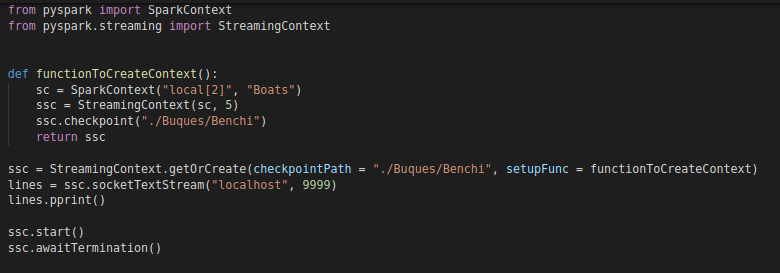 from pyspark import SparkContext
from pyspark.streaming import StreamingContext
def functionToCreateContext():
    sc = SparkContext("local[2]", "Boats")
    ssc = StreamingContext(sc, 5)
    ssc.checkpoint("./Buques/Benchi")
    return ssc
ssc = StreamingContext.getOrCreate(checkpointPath = "./Buques/Benchi", setupFunc = functionToCreateContext)
lines = ssc.socketTextStream("localhost", 9999)
lines.pprint()
ssc.start()
ssc.awaitTermination()